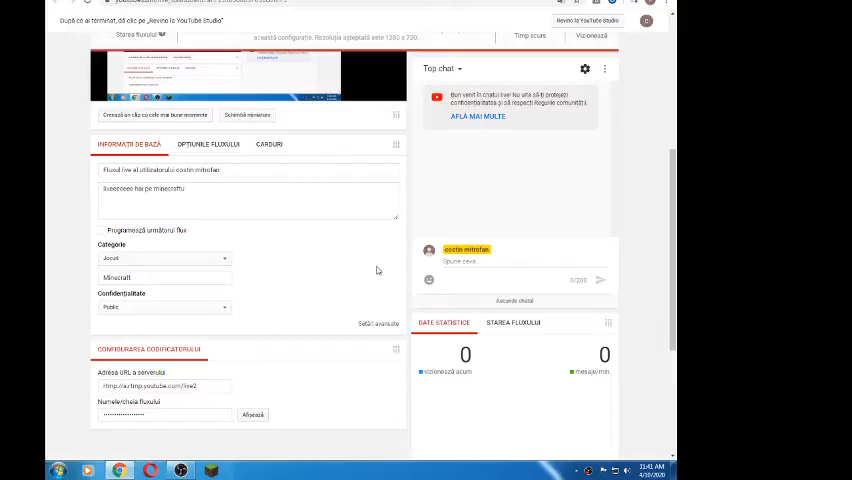 După ce ai terminat, dă clic pe „Revino la YouTube Studio”
Revino la YouTube Studio
C
Starea fluxului
această configurație. Rezoluția așteptată este 1280 x 720.
Timp scurs
Vizionează
Top chat
Bun venit în chatul live! Nu uita să-ți protejezi
confidențialitatea și să respecți Regulile comunității.
AFLĂ MAI MULTE
Creează un clip cu cele mai bune momente
Schimbă miniatura
INFORMAȚII DE BAZĂ
OPȚIUNILE FLUXULUI
CARDURI
Fluxul live al utilizatorului costin mitrofan
liveeeeeee hai pe minecraftu
Programează următorul flux
Categorie
Jocuri
Minecraft
Confidențialitate
Public
Setări avansate
costin mitrofan
Spune ceva
0/200
Ascunde chatul
DATE STATISTICE
STAREA FLUXULUI
0
vizionează acum
0
mesaje/min.
CONFIGURAREA CODIFICATORULUI
Adresa URL a serverului
rtmp://a.rtmp.youtube.com/live2
Numele/cheia fluxului
Afișează
11:41 AM
4/10/2020